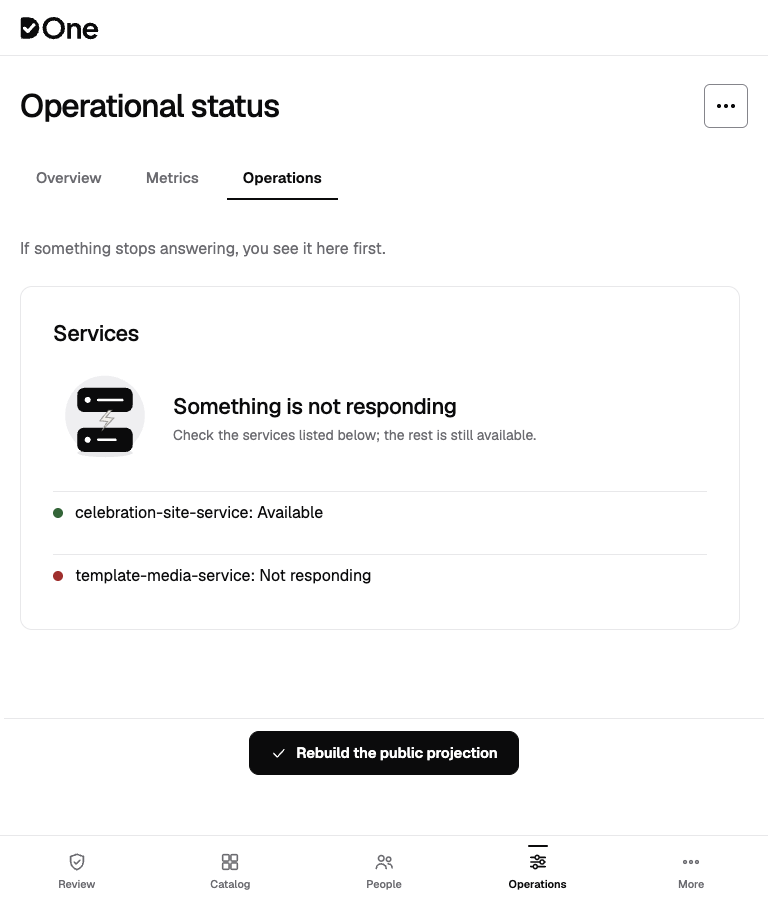 One
Operational status
Overview Metrics Operations
If something stops answering, you see it here first.
Services
Something is not responding
Check the services listed below; the rest is still available.
celebration-site-service: Available
template-media-service: Not responding
Rebuild the public projection
Review Catalog People Operations More